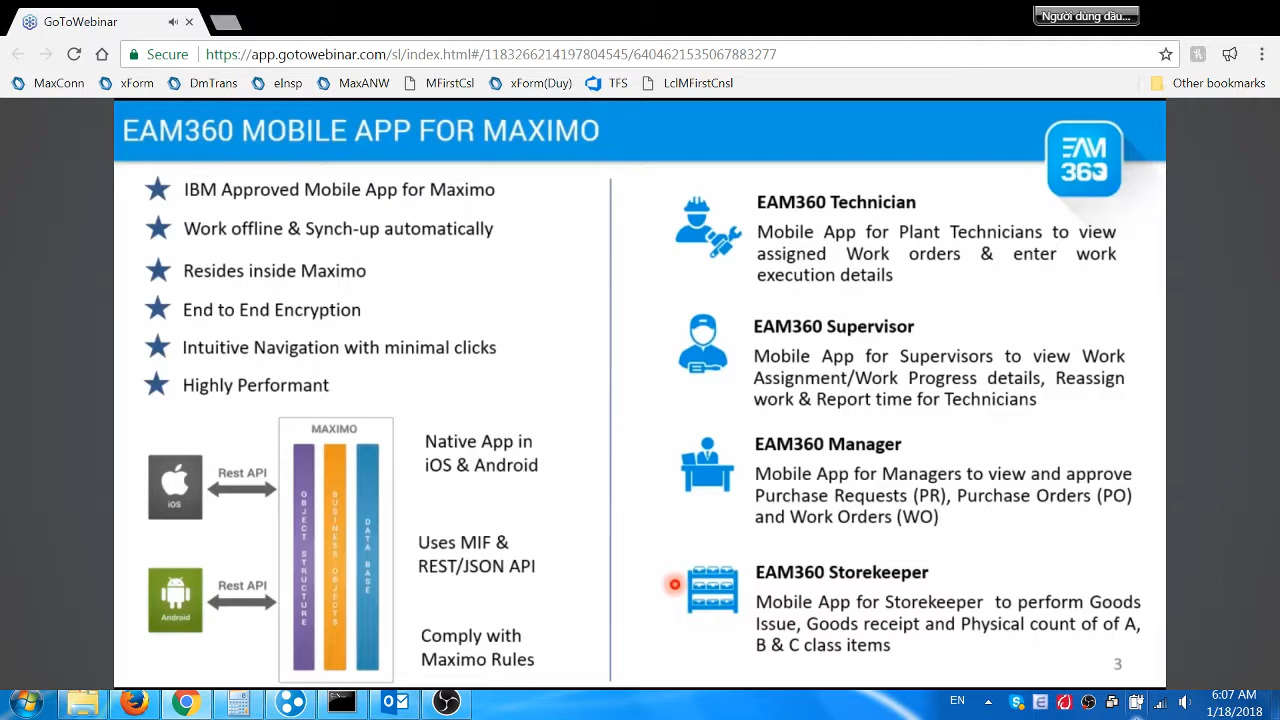 GoToWebinar
Người dùng đầu...
Secure
https://app.gotowebinar.com/sl/index.html#/1183266214197804545/6404621535067883277
MaxConn
xForm
DmTrans
eInsp
MaxANW
MFirstCsl
xForm(Duy)
TFS
LclMFirstCnsl
Other bookmarks
EAM360 MOBILE APP FOR MAXIMO
EAM
360
IBM Approved Mobile App for Maximo
Work offline & Synch-up automatically
Resides inside Maximo
End to End Encryption
Intuitive Navigation with minimal clicks
Highly Performant
MAXIMO
iOS
Rest API
Android
Rest API
OBJECT STRUCTURE
BUSINESS OBJECTS
DATA BASE
Native App in
iOS & Android
Uses MIF &
REST/JSON API
Comply with
Maximo Rules
EAM360 Technician
Mobile App for Plant Technicians to view
assigned Work orders & enter work
execution details
EAM360 Supervisor
Mobile App for Supervisors to view Work
Assignment/Work Progress details, Reassign
work & Report time for Technicians
EAM360 Manager
Mobile App for Managers to view and approve
Purchase Requests (PR), Purchase Orders (PO)
and Work Orders (WO)
EAM360 Storekeeper
Mobile App for Storekeeper to perform Goods
Issue, Goods receipt and Physical count of of A,
B & C class items
3
EN
6:07 AM
1/18/2018